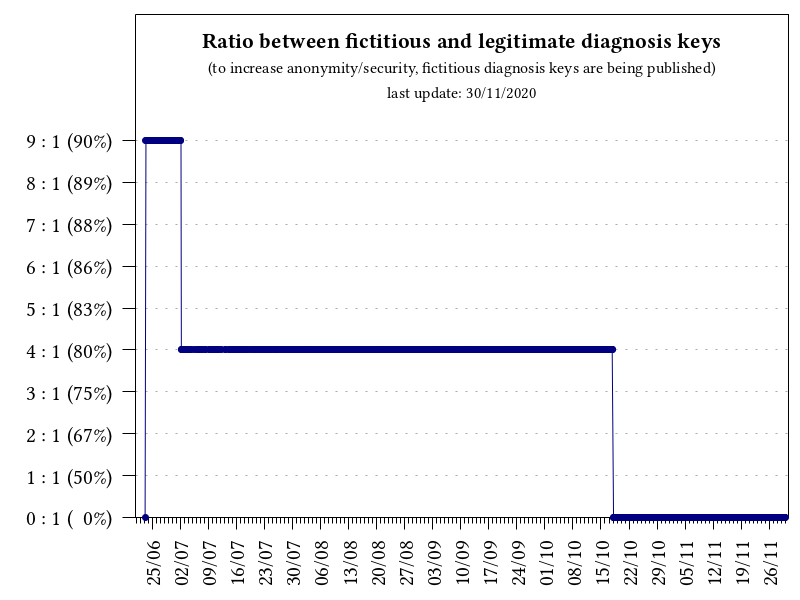 Ratio between fictitious and legitimate diagnosis keys
(to increase anonymity/security, fictitious diagnosis keys are being published)
last update: 30/11/2020
9 : 1 (90%)
8 : 1 (89%)
7 : 1 (88%)
6 : 1 (86%)
5 : 1 (83%)
4 : 1 (80%)
3 : 1 (75%)
2 : 1 (67%)
1 : 1 (50%)
0 : 1 ( 0%)
25/06
02/07
09/07
16/07
23/07
30/07
06/08
13/08
20/08
27/08
03/09
10/09
17/09
24/09
01/10
08/10
15/10
22/10
29/10
05/11
12/11
19/11
26/11